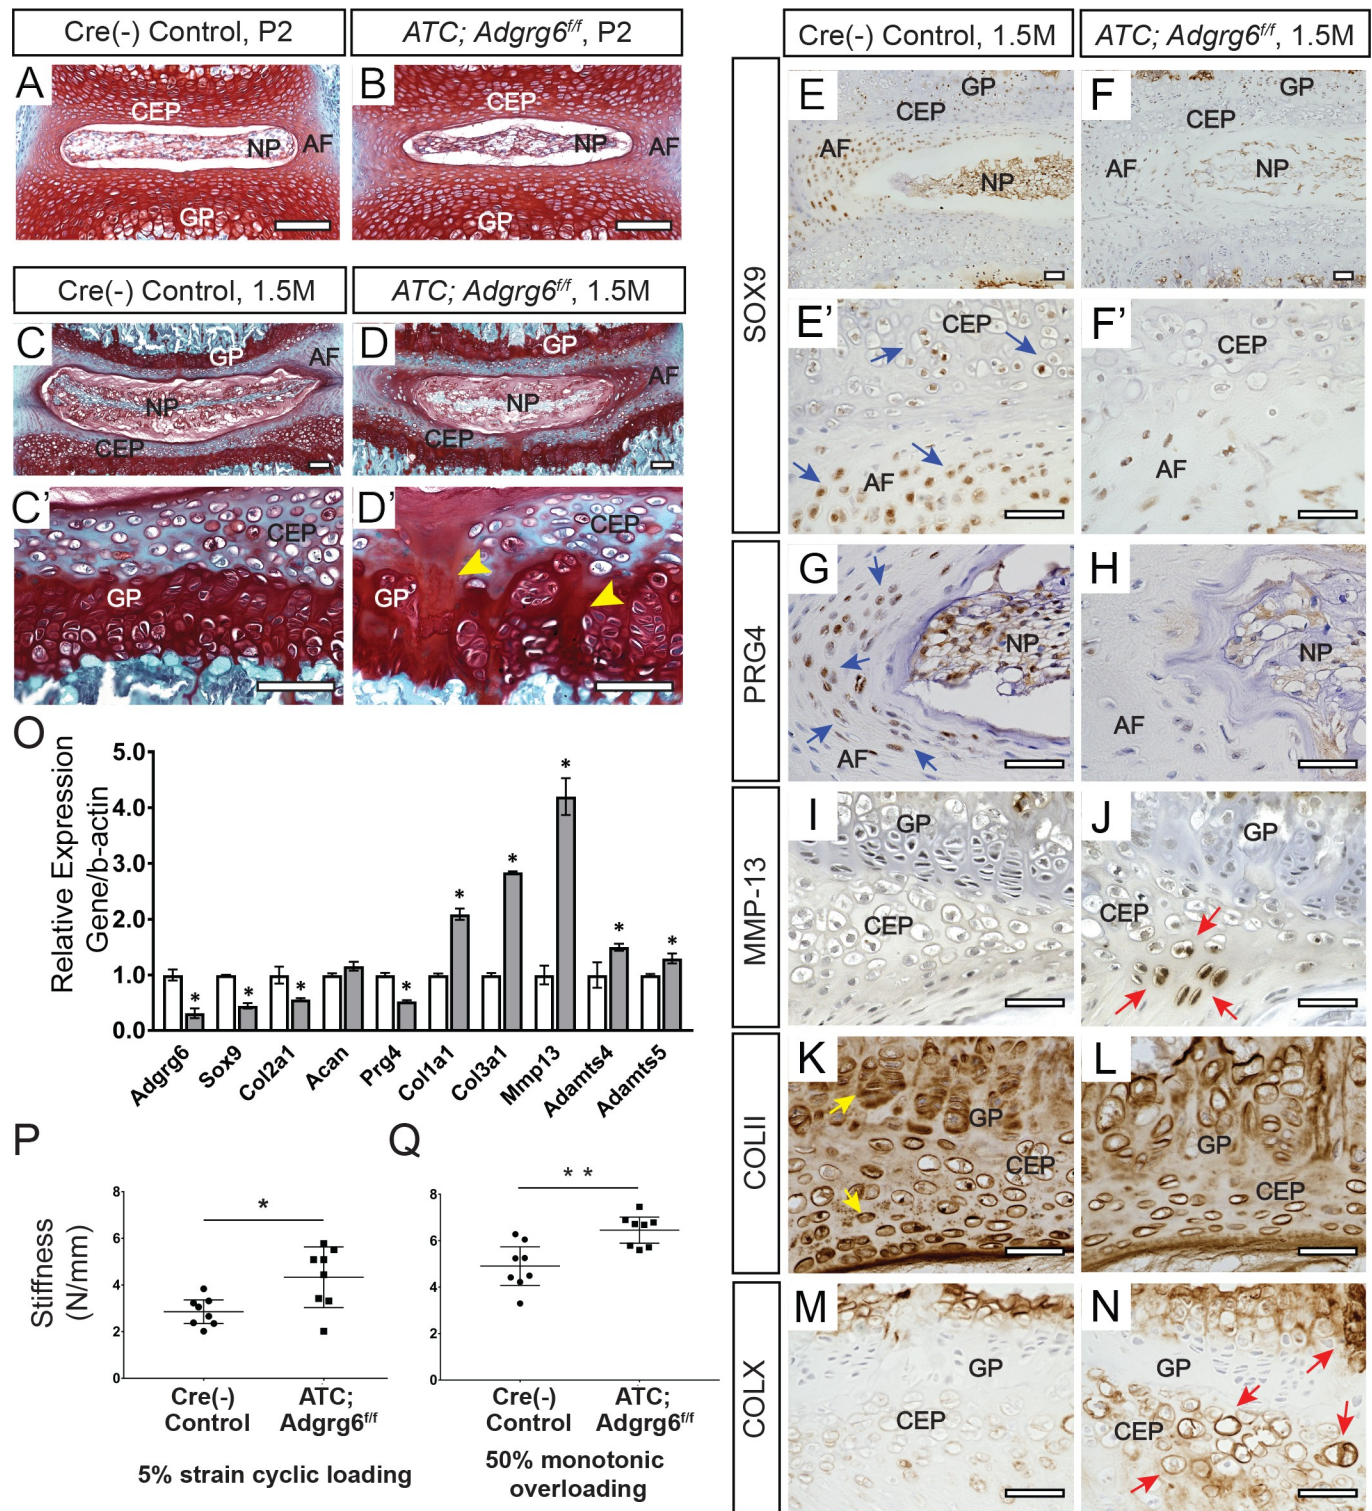 Cre(-) Control, P2
ATC; Adgrg6f/f, P2
A
CEP
NP
AF
GP
B
CEP
NP
AF
GP
Cre(-) Control, 1.5M
ATC; Adgrg6f/f, 1.5M
C
GP
AF
NP
CEP
D
GP
AF
NP
CEP
C’
CEP
GP
D’
CEP
GP
O
Relative Expression
Gene/b-actin
5.0
4.0
3.0
2.0
1.0
0.0
* * * * * * * * *
Adgrg6
Sox9
Col2a1
Acan
Prg4
Col1a1
Col3a1
Mmp13
Adamts4
Adamts5
P
Stiffness
(N/mm)
8
6
4
2
0
*
Cre(-)
Control
ATC;
Adgrg6f/f
5% strain cyclic loading
Q
8
6
4
2
0
* *
Cre(-)
Control
ATC;
Adgrg6f/f
50% monotonic
overloading
Cre(-) Control, 1.5M
ATC; Adgrg6f/f, 1.5M
SOX9
E
GP
CEP
AF
NP
F
GP
CEP
AF
NP
E’
CEP
AF
F’
CEP
AF
PRG4
G
NP
AF
H
NP
AF
MMP-13
I
GP
CEP
J
GP
CEP
COLII
K
GP
CEP
L
GP
CEP
COLX
M
GP
CEP
N
GP
CEP